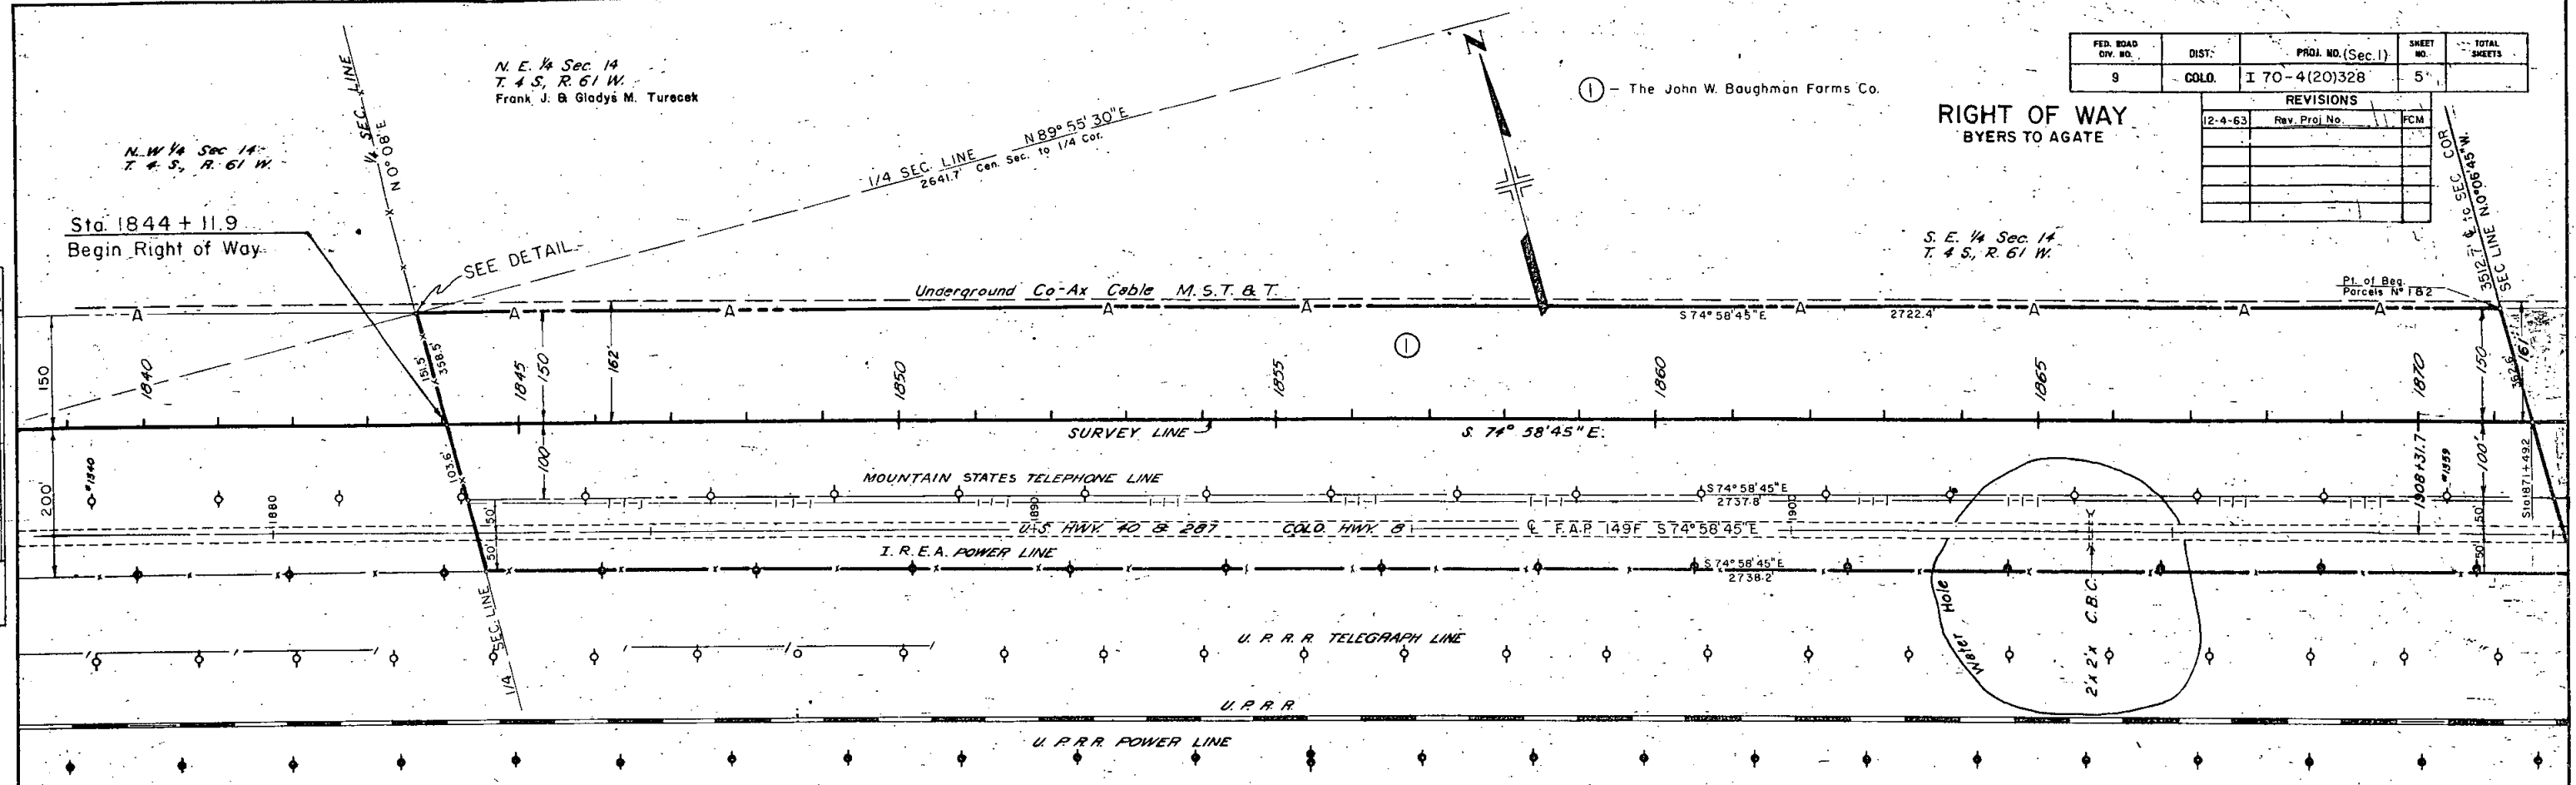 FED. ROAD DIV. NO.
DIST.
PROJ. NO. (Sec. 1)
SHEET NO.
TOTAL SHEETS
9
COLO.
I 70-4(20)328
5
REVISIONS
12-4-63
Rev. Proj No.
FCM
RIGHT OF WAY
BYERS TO AGATE
1 - The John W. Baughman Farms Co.
N. E. 1/4 Sec. 14
T. 4 S., R. 61 W.
Frank J. & Gladys M. Turecek
N. W 1/4 Sec 14
T. 4 S., R. 61 W.
1/4 SEC. LINE
N 0° 08' E
1/4 SEC. LINE N 89° 55' 30" E
2641.7' Cen. Sec. to 1/4 Cor.
N
Sta. 1844 + 11.9
Begin Right of Way
SEE DETAIL
S. E. 1/4 Sec. 14
T. 4 S., R. 61 W.
3512.7' ℄ to SEC. COR
SEC LINE N.0°06'45"W.
Pt. of Beg.
Parcels Nº 1 & 2
Underground Co-Ax Cable M.S.T. & T.
A A A A A A A A A
S 74° 58' 45" E 2722.4'
1
150
151.5'
358.5'
150
162'
150
161'
362.6
1840
1845
1850
1855
1860
1865
1870
SURVEY LINE
S. 74° 58' 45" E.
200'
103.6'
100'
100'
1908+31.7
Sta.1871+49.2
#1840
#1859
MOUNTAIN STATES TELEPHONE LINE
S 74° 58' 45" E
2737.8'
1880
1890
1900
50'
50'
50'
50'
U.S. HWY. 40 & 287 COLO. HWY. 8 ℄ F.A.P. 149F S 74° 58' 45" E
I. R. E. A. POWER LINE
S 74° 58' 45" E
2738.2'
Water Hole
2'x 2'x C.B.C.
1/4 SEC. LINE
U. P. R. R. TELEGRAPH LINE
U. P. R. R.
U. P. R. R. POWER LINE